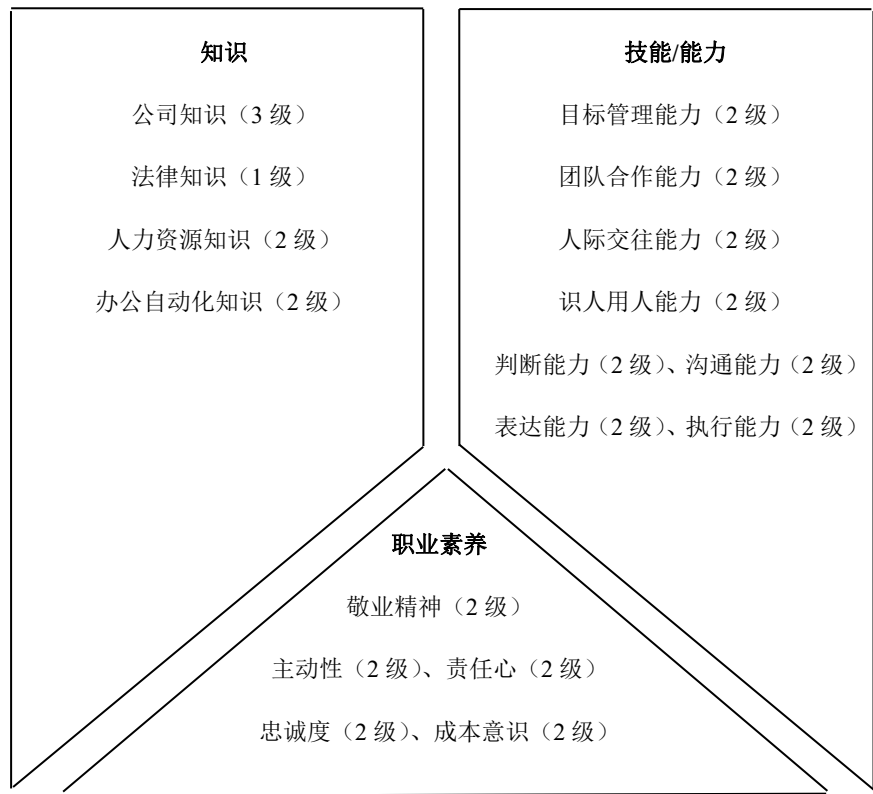 知识
公司知识（3 级）
法律知识（1 级）
人力资源知识（2 级）
办公自动化知识（2 级）
技能/能力
目标管理能力（2 级）
团队合作能力（2 级）
人际交往能力（2 级）
识人用人能力（2 级）
判断能力（2 级）、沟通能力（2 级）
表达能力（2 级）、执行能力（2 级）
职业素养
敬业精神（2 级）
主动性（2 级）、责任心（2 级）
忠诚度（2 级）、成本意识（2 级）